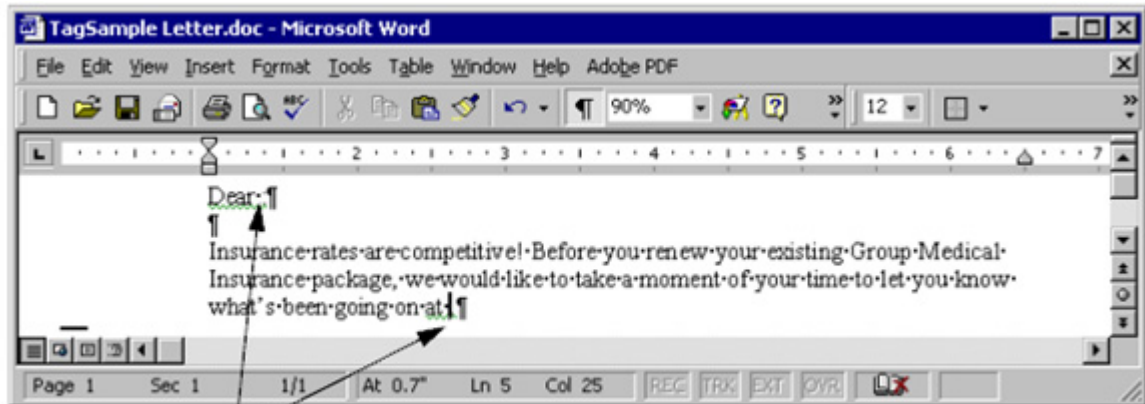 TagSample Letter.doc - Microsoft Word
File Edit View Insert Format Tools Table Window Help Adobe PDF
ABC ¶ 90% 12
1 2 3 4 5 6 7
Dear ¶
¶
Insurance·rates·are·competitive!·Before·you·renew·your·existing·Group·Medical·
Insurance·package,·we·would·like·to·take·a·moment·of·your·time·to·let·you·know·
what's·been·going·on·at·.¶
Page 1 Sec 1 1/1 At 0.7" Ln 5 Col 25 REC TRK EXT OVR